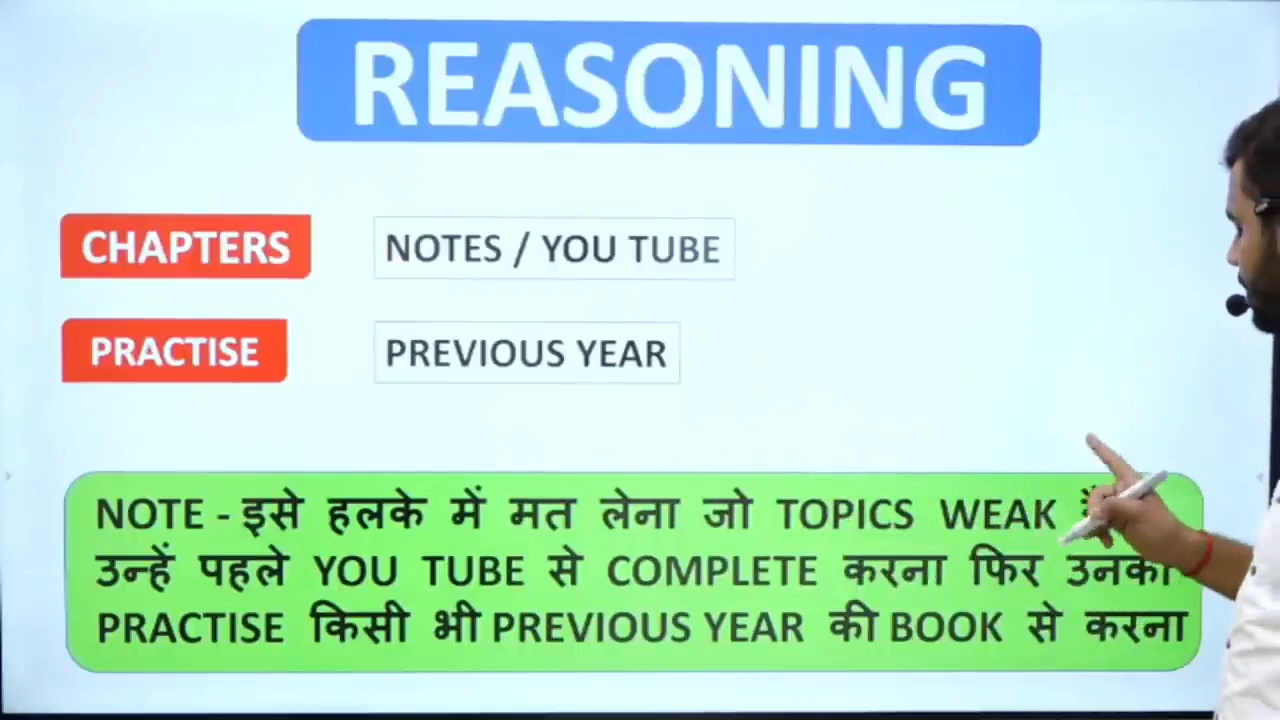 REASONING
CHAPTERS NOTES / YOU TUBE
PRACTISE PREVIOUS YEAR
NOTE - इसे हलके में मत लेना जो TOPICS WEAK
उन्हें पहले YOU TUBE से COMPLETE करना फिर उनका
PRACTISE किसी भी PREVIOUS YEAR की BOOK से करना